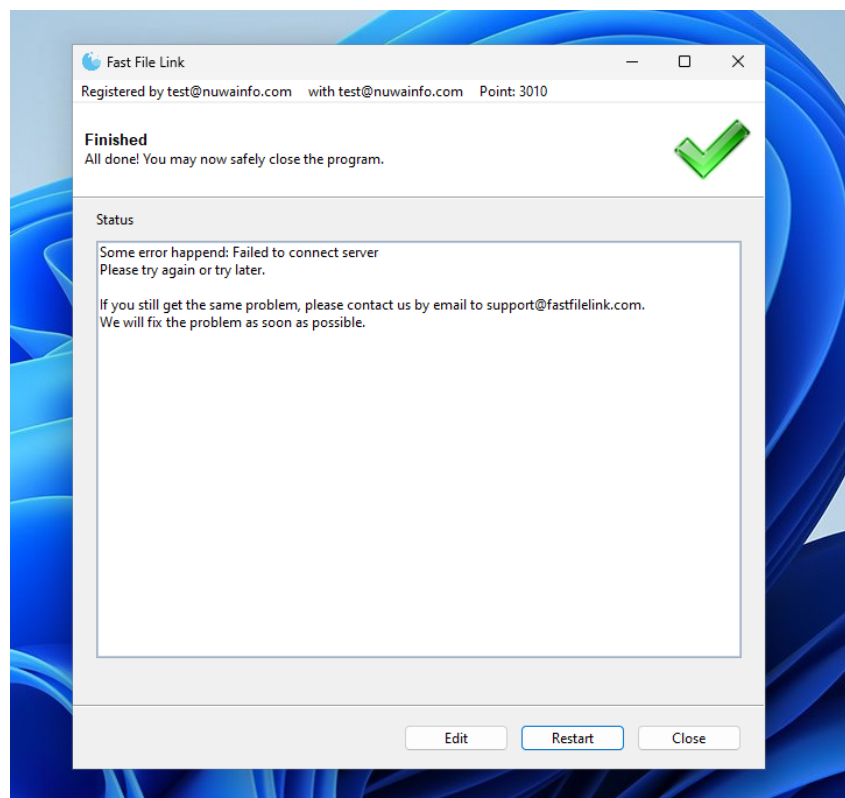 Fast File Link
Registered by test@nuwainfo.com with test@nuwainfo.com Point: 3010
Finished
All done! You may now safely close the program.
Status
Some error happend: Failed to connect server
Please try again or try later.
If you still get the same problem, please contact us by email to support@fastfilelink.com.
We will fix the problem as soon as possible.
Edit Restart Close